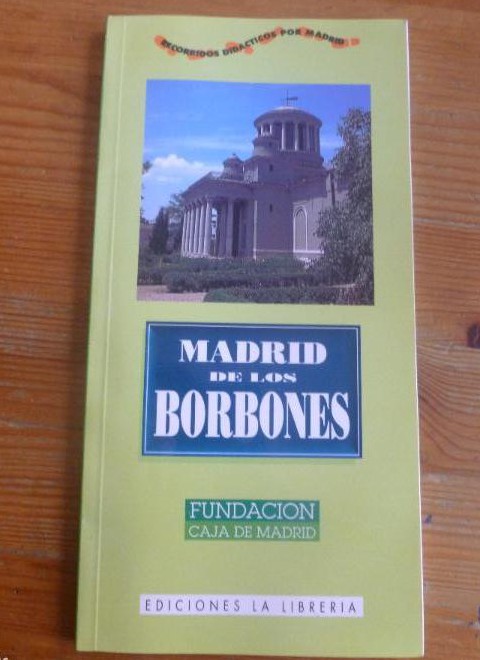 RECORRIDOS DIDACTICOS POR MADRID
MADRID
DE LOS
BORBONES
FUNDACION
CAJA DE MADRID
EDICIONES LA LIBRERIA